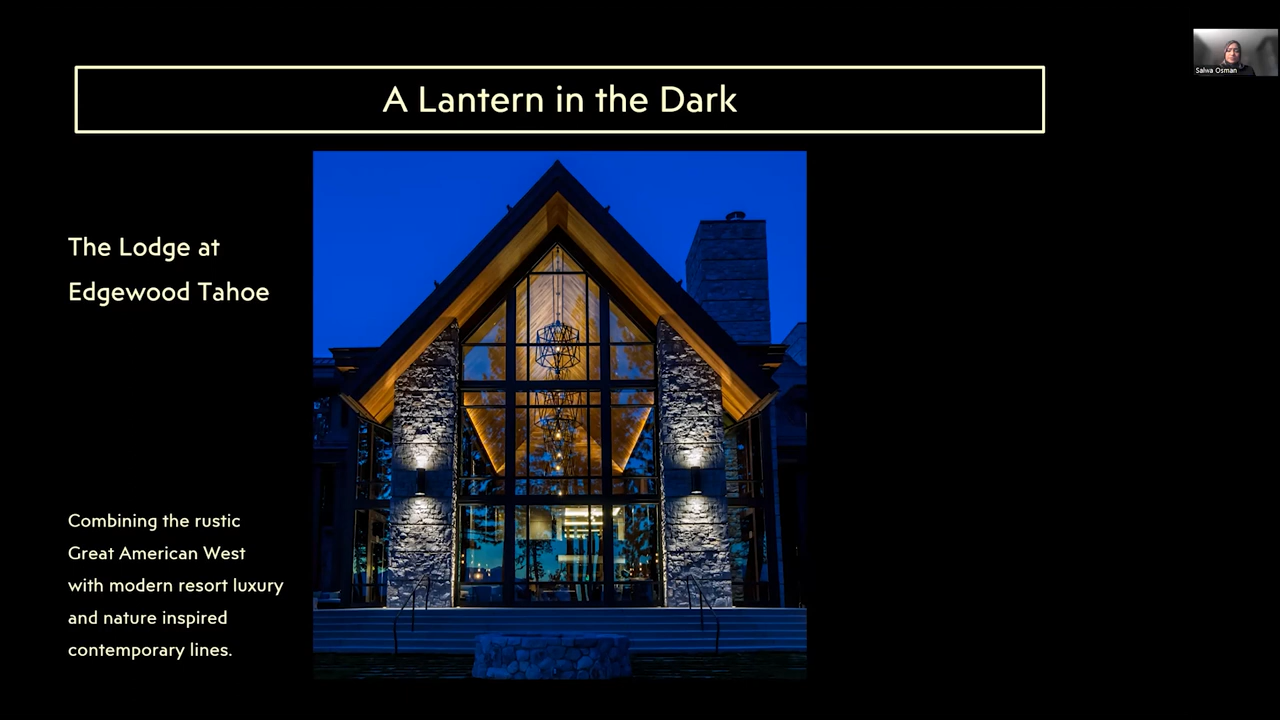 A Lantern in the Dark
Salwa Osman
The Lodge at
Edgewood Tahoe
Combining the rustic
Great American West
with modern resort luxury
and nature inspired
contemporary lines.